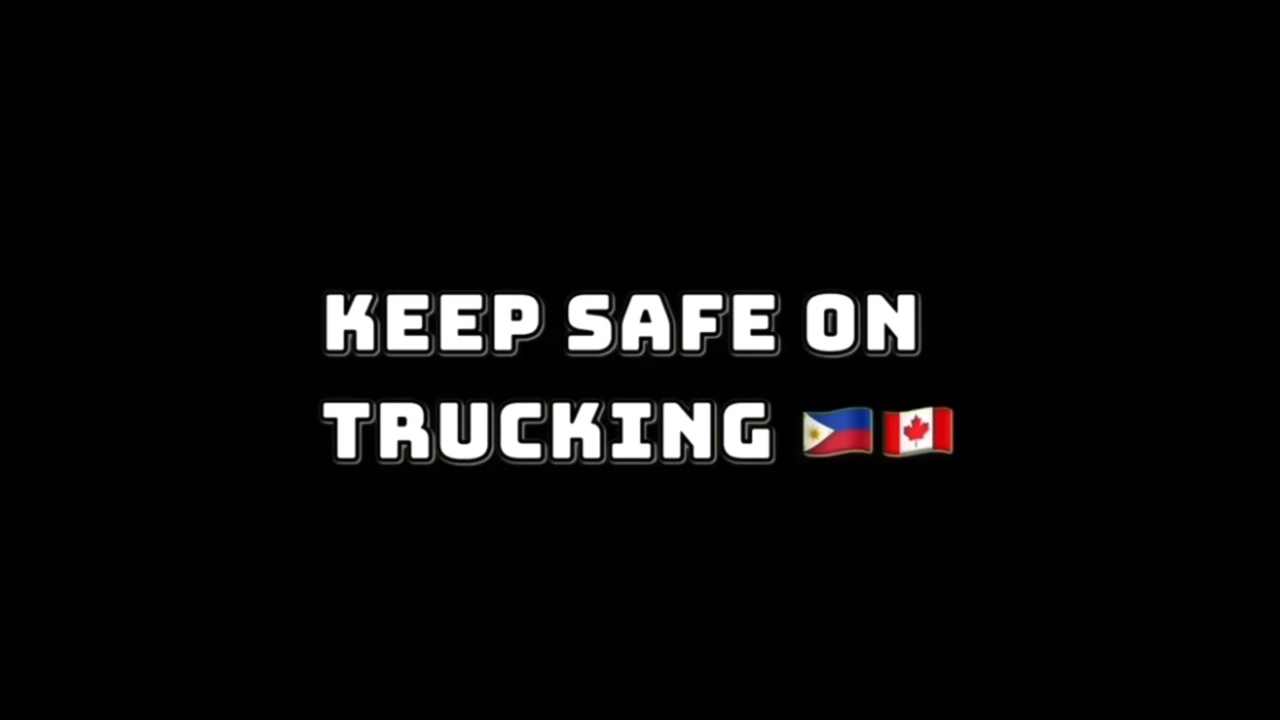 KEEP SAFE ON
TRUCKING 🇵🇭🇨🇦